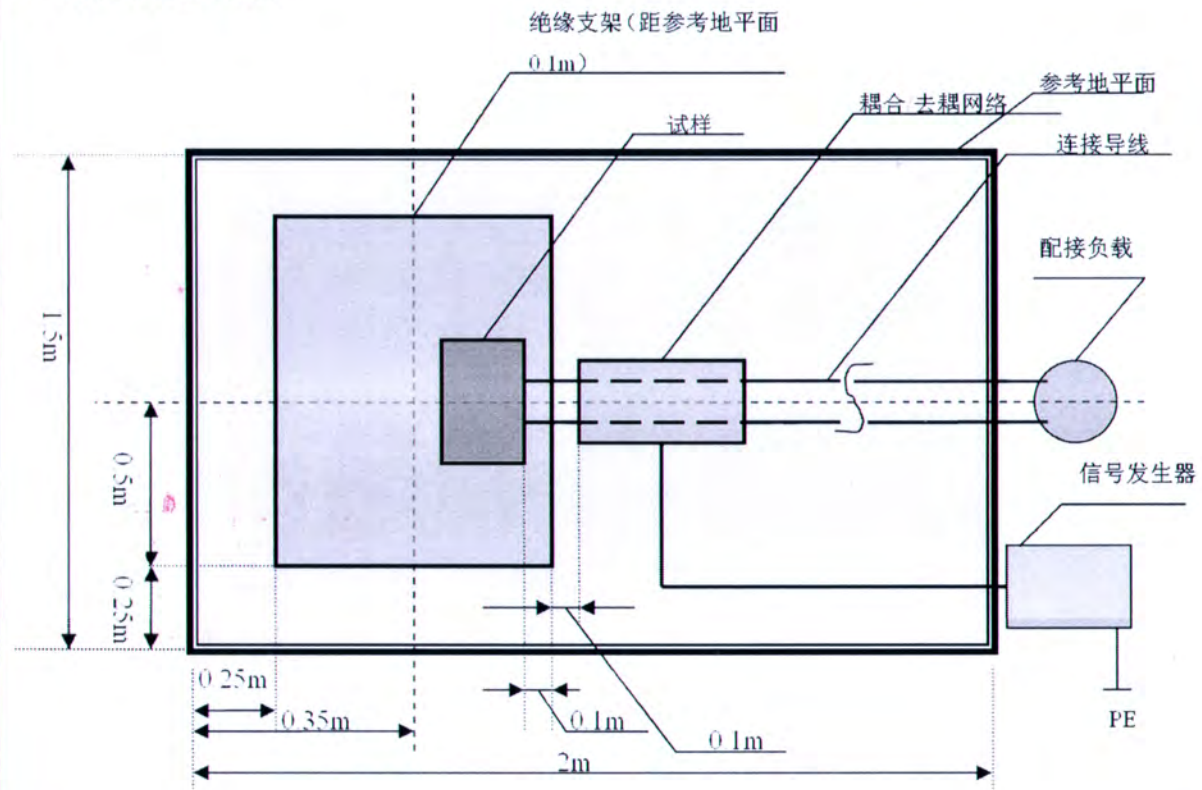 绝缘支架(距参考地平面
0.1m)
参考地平面
耦合 去耦网络
试样
连接导线
配接负载
1.5m
0.5m
信号发生器
0.25m
0.25m
0.35m
0.1m
0.1m
PE
2m